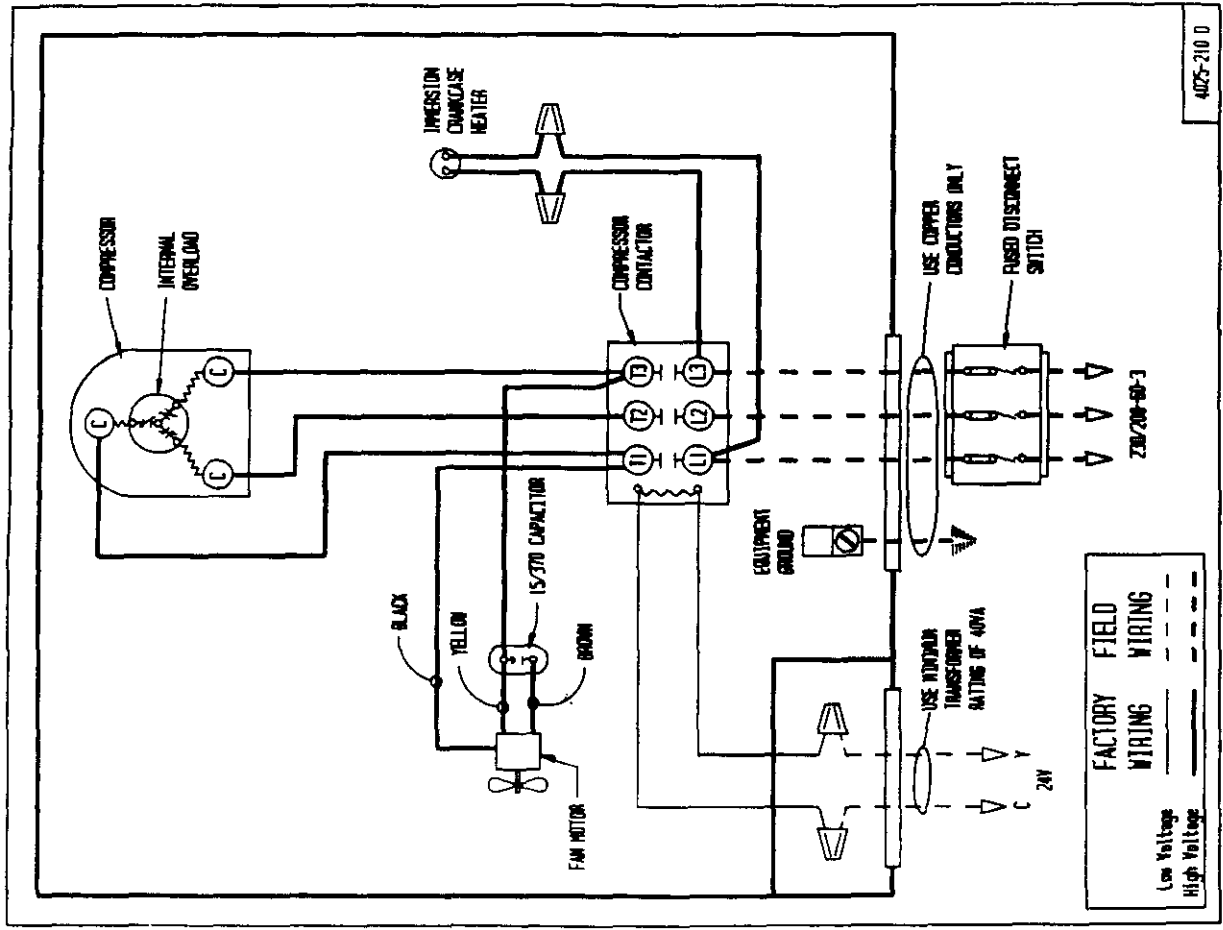 COMPRESSOR
INTERNAL
OVERLOAD
C
C
C
IMMERSION
CRANKCASE
HEATER
BLACK
YELLOW
15/370 CAPACITOR
BROWN
FAN MOTOR
COMPRESSOR
CONTACTOR
T1
T2
T3
L1
L2
L3
EQUIPMENT
GROUND
USE MINIMUM
TRANSFORMER
RATING OF 40VA
C
Y
24V
USE COPPER
CONDUCTORS ONLY
FUSED DISCONNECT
SWITCH
230/208-60-3
FACTORY WIRING
FIELD WIRING
Low Voltage
High Voltage
4025-210 D